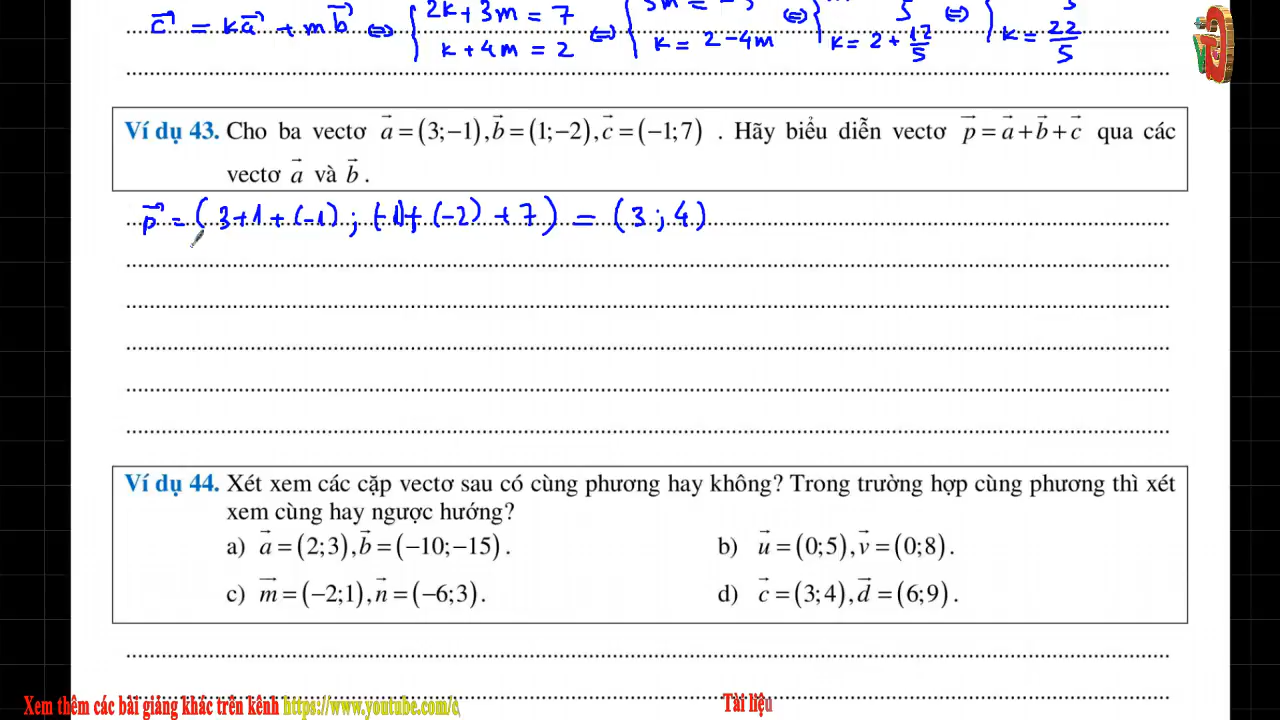 c = ka + mb ⇔ { 2k + 3m = 7 ⇔ { ⇔ { 5 ⇔ {
k + 4m = 2 k = 2 - 4m k = 2 + 12/5 k = 22/5
Ví dụ 43. Cho ba vectơ a = (3;−1), b = (1;−2), c = (−1;7) . Hãy biểu diễn vectơ p = a + b + c qua các
vectơ a và b .
p = ( 3+1+(-1) ; (-1)+(-2)+7 ) = (3 ; 4)
Ví dụ 44. Xét xem các cặp vectơ sau có cùng phương hay không? Trong trường hợp cùng phương thì xét
xem cùng hay ngược hướng?
a) a = (2;3), b = (−10;−15) . b) u = (0;5), v = (0;8) .
c) m = (−2;1), n = (−6;3) . d) c = (3;4), d = (6;9) .
Xem thêm các bài giảng khác trên kênh https://www.youtube.com/c Tài liệu